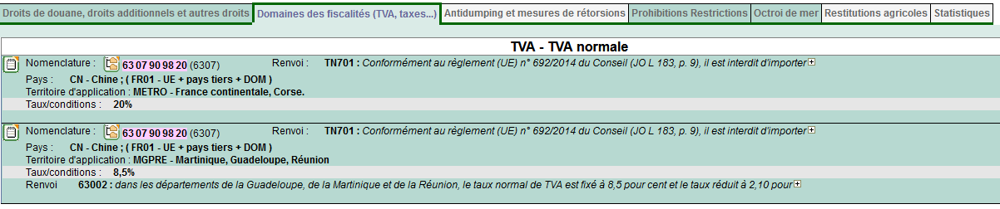 Droits de douane, droits additionnels et autres droits Domaines des fiscalités (TVA, taxes...) Antidumping et mesures de rétorsions Prohibitions Restrictions Octroi de mer Restitutions agricoles Statistiques
TVA - TVA normale
Nomenclature : 63 07 90 98 20 (6307) Renvoi : TN701 : Conformément au règlement (UE) n° 692/2014 du Conseil (JO L 183, p. 9), il est interdit d'importer
Pays : CN - Chine ; ( FR01 - UE + pays tiers + DOM )
Territoire d'application : METRO - France continentale, Corse.
Taux/conditions : 20%
Nomenclature : 63 07 90 98 20 (6307) Renvoi : TN701 : Conformément au règlement (UE) n° 692/2014 du Conseil (JO L 183, p. 9), il est interdit d'importer
Pays : CN - Chine ; ( FR01 - UE + pays tiers + DOM )
Territoire d'application : MGPRE - Martinique, Guadeloupe, Réunion
Taux/conditions : 8,5%
Renvoi 63002 : dans les départements de la Guadeloupe, de la Martinique et de la Réunion, le taux normal de TVA est fixé à 8,5 pour cent et le taux réduit à 2,10 pour